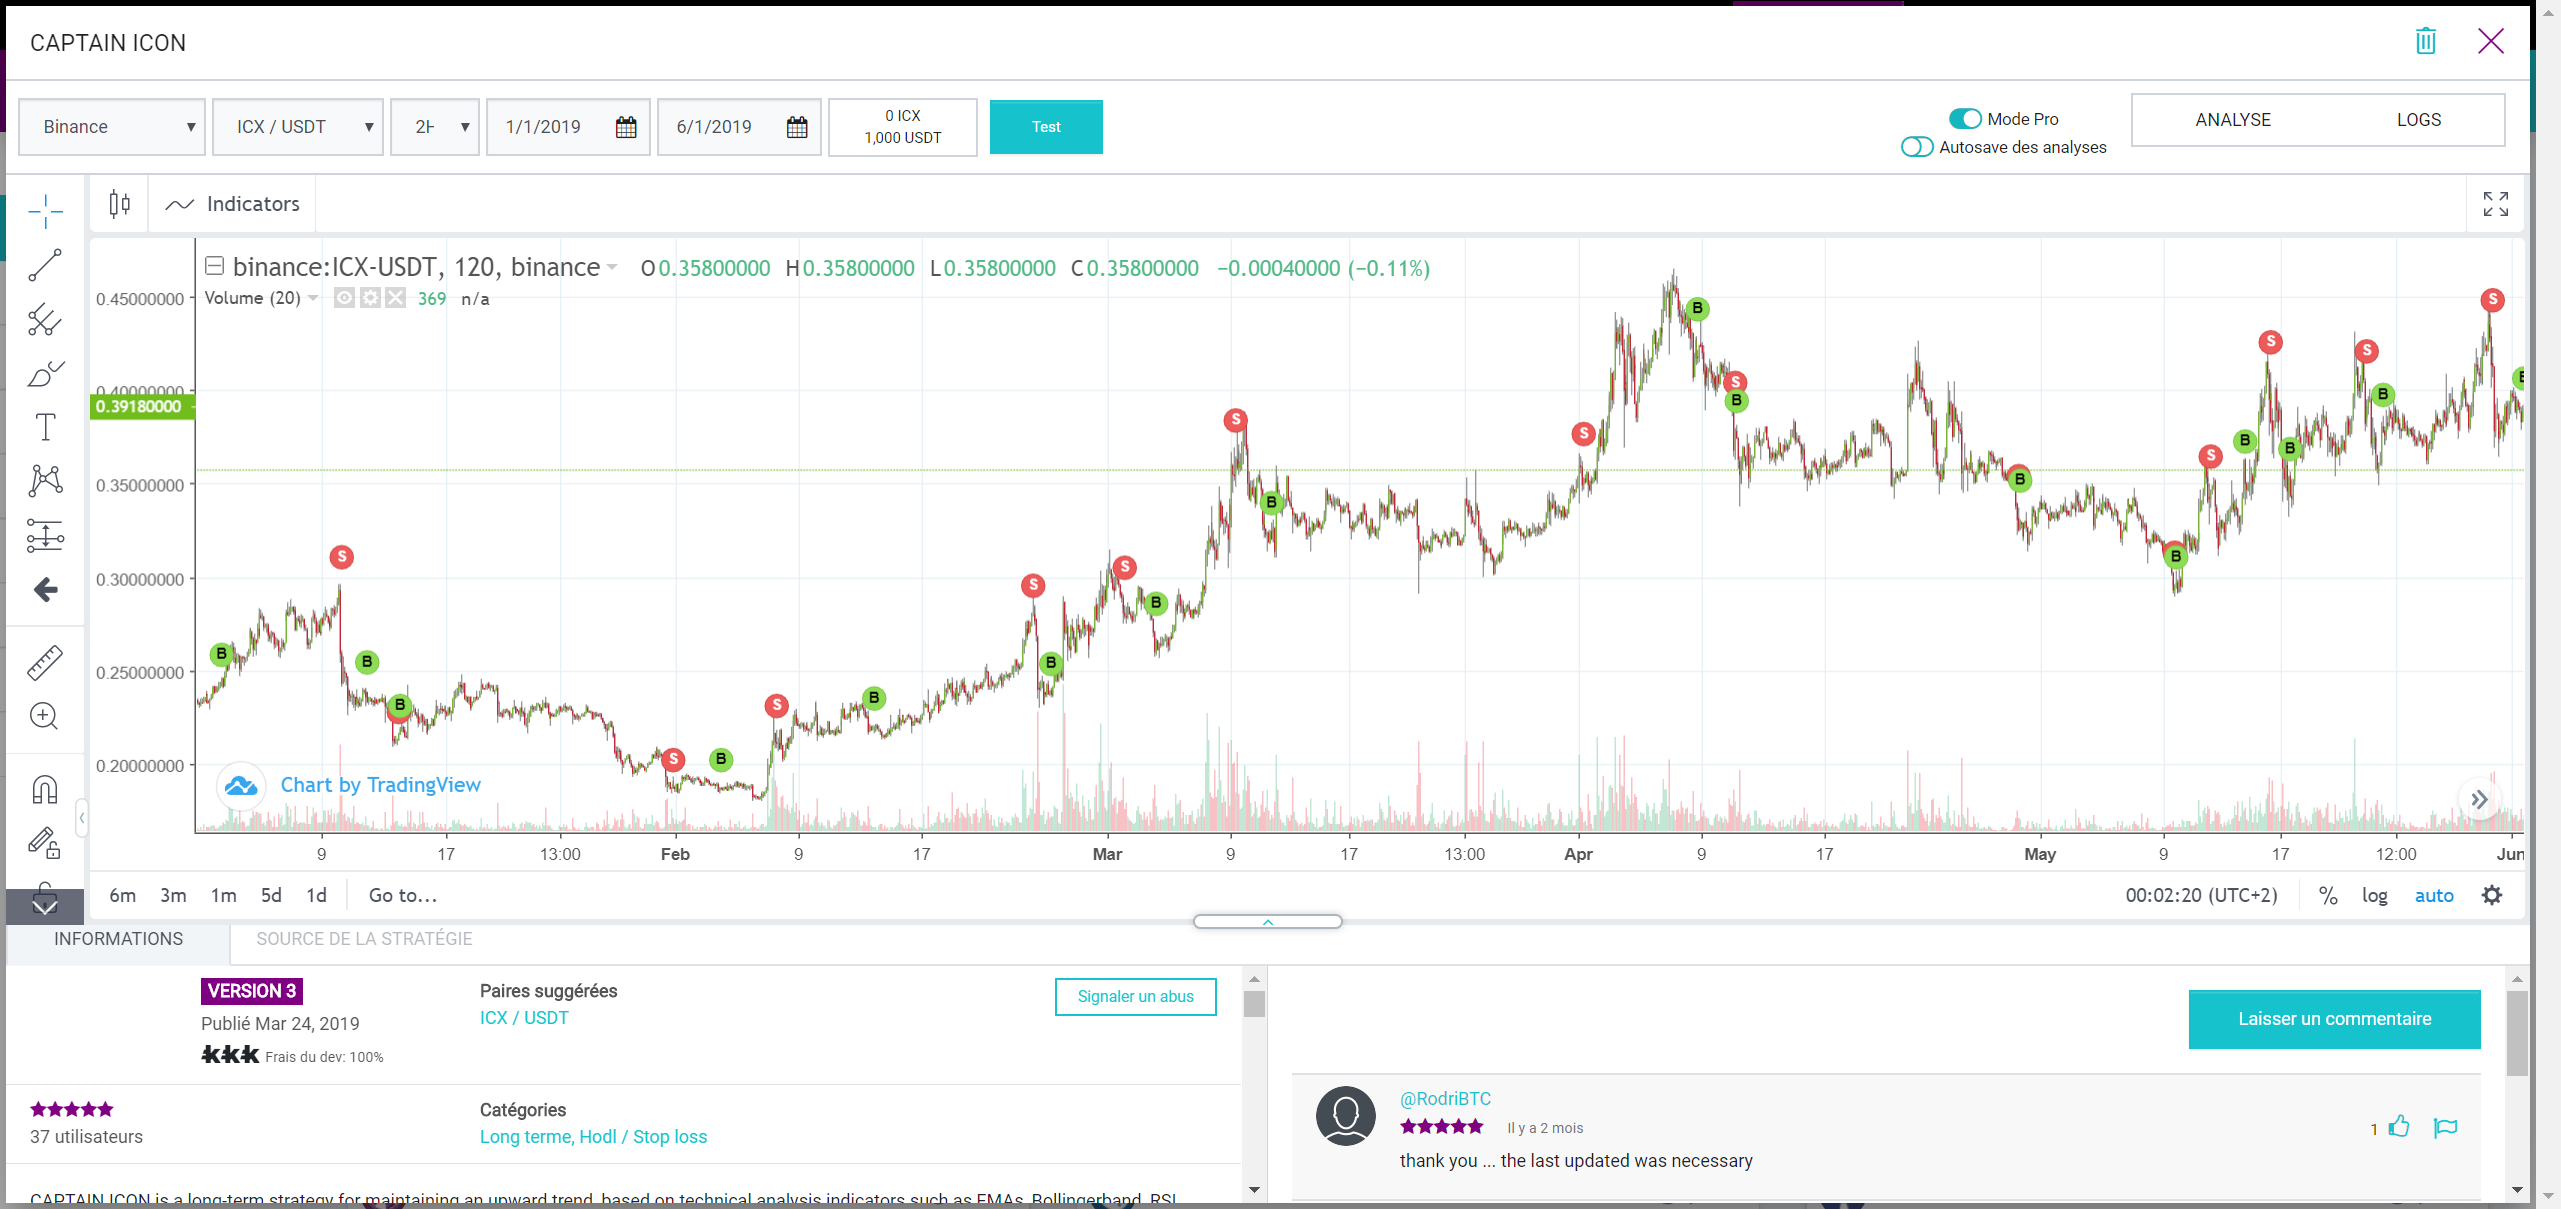 CAPTAIN ICON
Binance
ICX / USDT
2H
1/1/2019
6/1/2019
0 ICX
1,000 USDT
Test
Mode Pro
Autosave des analyses
ANALYSE
LOGS
Indicators
binance:ICX-USDT, 120, binance O0.35800000 H0.35800000 L0.35800000 C0.35800000 −0.00040000 (−0.11%)
Volume (20) 369 n/a
0.45000000
0.40000000
0.39180000
0.35000000
0.30000000
0.25000000
0.20000000
B S B B S B S B S B S B S B S B S B B S B S B S B S B S B
Chart by TradingView
9 17 13:00 Feb 9 17 Mar 9 17 13:00 Apr 9 17 May 9 17 12:00 Jun
6m 3m 1m 5d 1d Go to...
00:02:20 (UTC+2) % log auto
INFORMATIONS
SOURCE DE LA STRATÉGIE
VERSION 3
Publié Mar 24, 2019
Frais du dev: 100%
Paires suggérées
ICX / USDT
Signaler un abus
37 utilisateurs
Catégories
Long terme, Hodl / Stop loss
CAPTAIN ICON is a long-term strategy for maintaining an upward trend, based on technical analysis indicators such as EMAs, Bollingerband, RSI
Laisser un commentaire
@RodriBTC
Il y a 2 mois
1
thank you ... the last updated was necessary